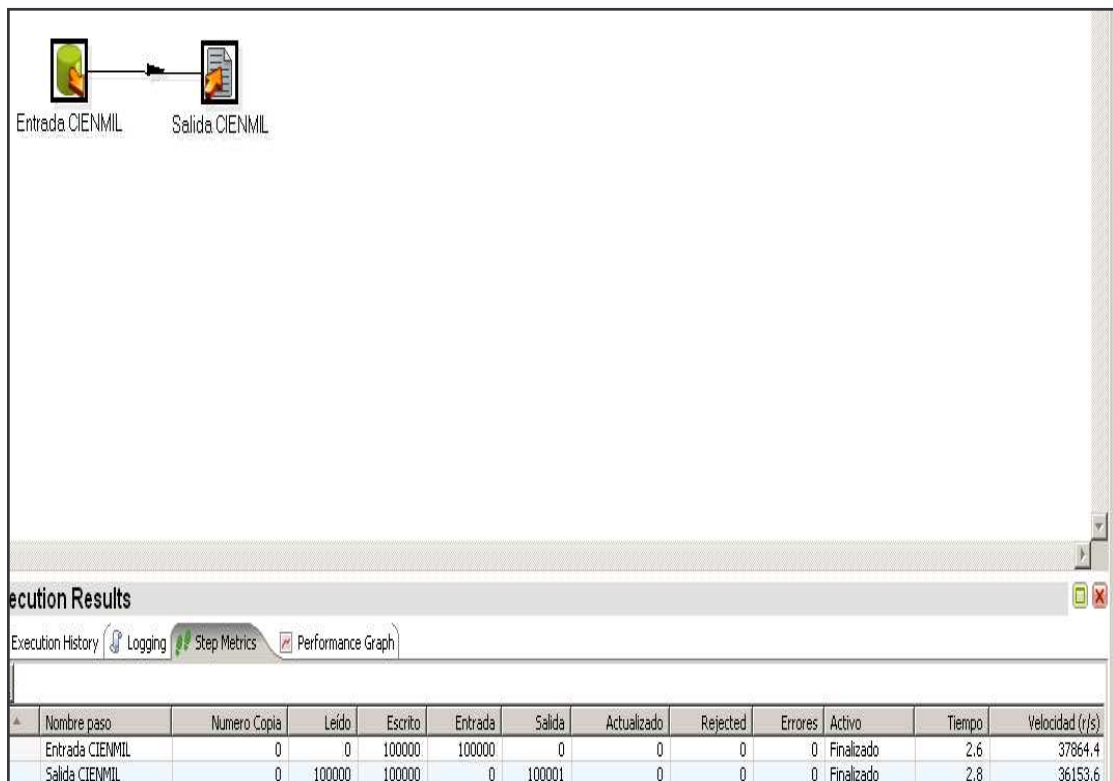 Entrada CIENMIL Salida CIENMIL
ecution Results
Execution History Logging Step Metrics Performance Graph
Nombre paso Numero Copia Leído Escrito Entrada Salida Actualizado Rejected Errores Activo Tiempo Velocidad (r/s)
Entrada CIENMIL 0 0 100000 100000 0 0 0 0 Finalizado 2.6 37864.4
Salida CIENMIL 0 100000 100000 0 100001 0 0 0 Finalizado 2.8 36153.6